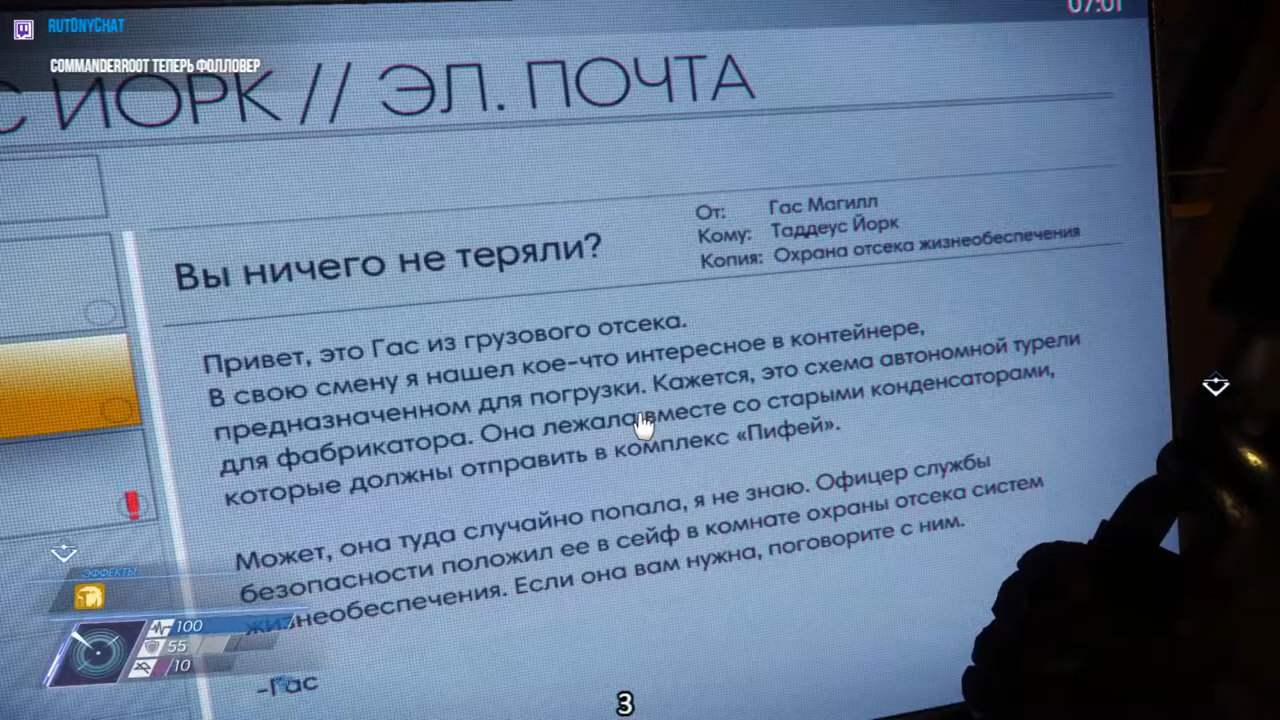 07:01
RUTONYCHAT
COMMANDERROOT ТЕПЕРЬ ФОЛЛОВЕР
С ЙОРК // ЭЛ. ПОЧТА
Вы ничего не теряли?
От: Гас Магилл
Кому: Таддеус Йорк
Копия: Охрана отсека жизнеобеспечения
Привет, это Гас из грузового отсека.
В свою смену я нашел кое-что интересное в контейнере,
предназначенном для погрузки. Кажется, это схема автономной турели
для фабрикатора. Она лежала вместе со старыми конденсаторами,
которые должны отправить в комплекс «Пифей».
Может, она туда случайно попала, я не знаю. Офицер службы
безопасности положил ее в сейф в комнате охраны отсека систем
жизнеобеспечения. Если она вам нужна, поговорите с ним.
-Гас
ЭФФЕКТЫ
100
55
/10
3